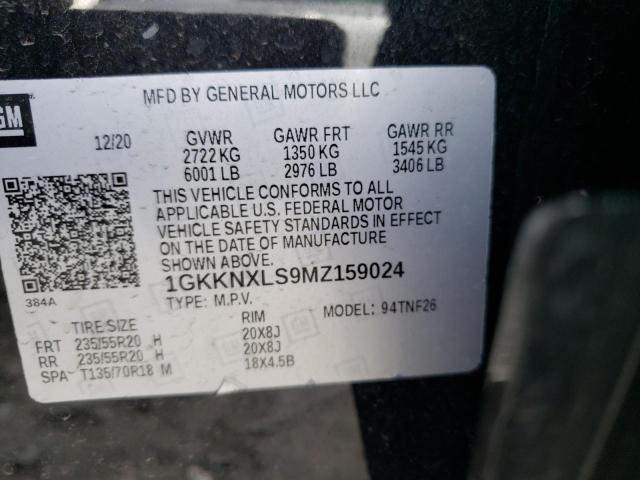 GM
MFD BY GENERAL MOTORS LLC
12/20 GVWR GAWR FRT GAWR RR
2722 KG 1350 KG 1545 KG
6001 LB 2976 LB 3406 LB
THIS VEHICLE CONFORMS TO ALL
APPLICABLE U.S. FEDERAL MOTOR
VEHICLE SAFETY STANDARDS IN EFFECT
ON THE DATE OF MANUFACTURE
SHOWN ABOVE.
384A
1GKKNXLS9MZ159024
TYPE: M.P.V. MODEL: 94TNF26
TIRE SIZE RIM
FRT 235/55R20 H 20X8J
RR 235/55R20 H 20X8J
SPA T135/70R18 M 18X4.5B